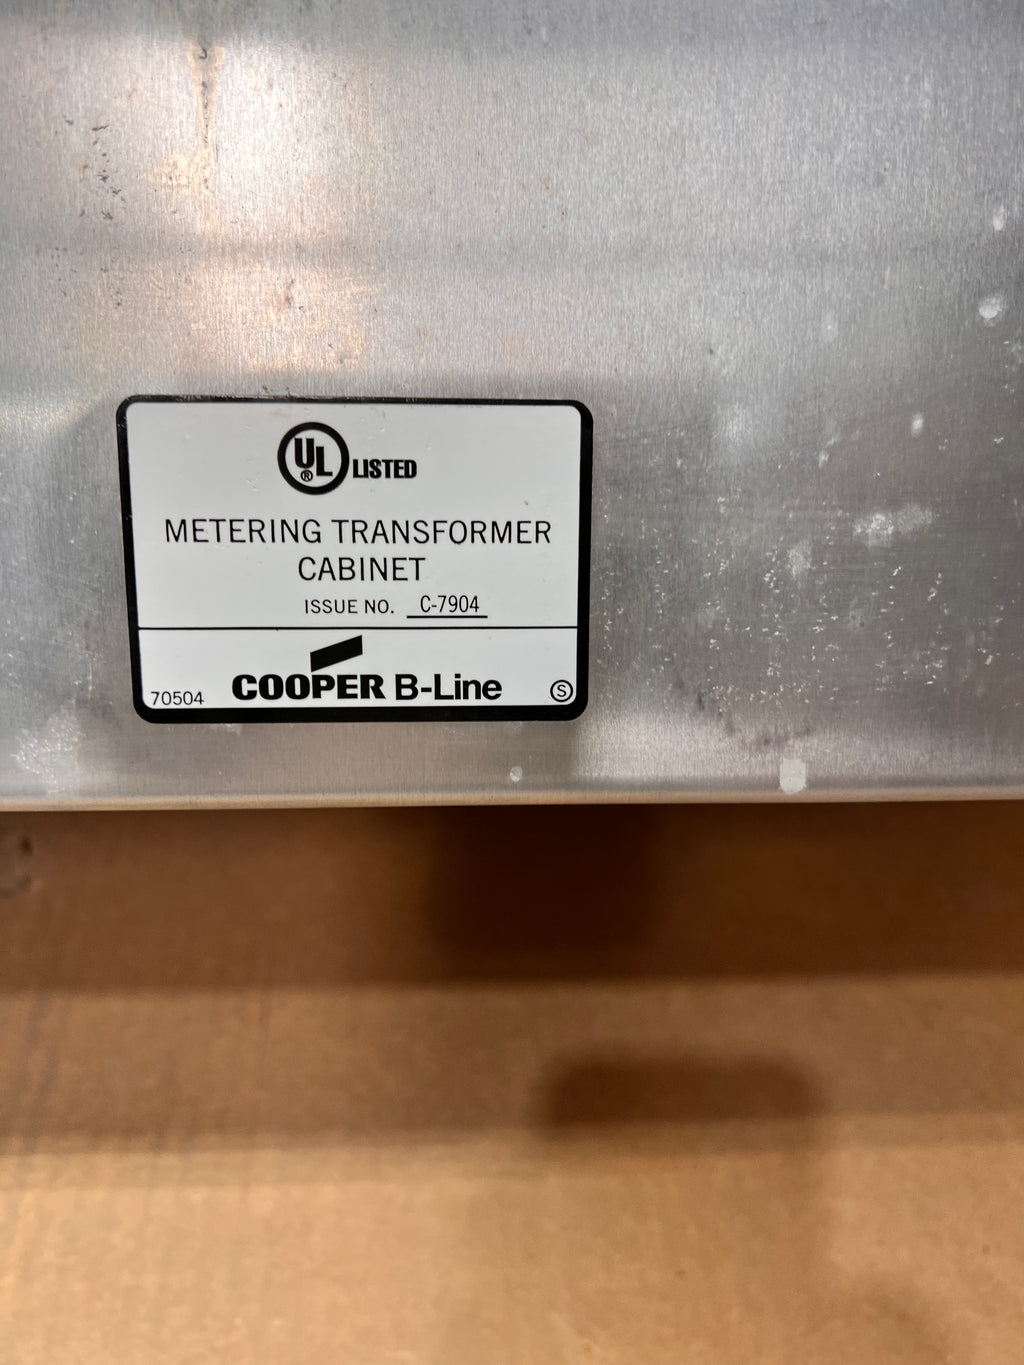 UL® LISTED
METERING TRANSFORMER
CABINET
ISSUE NO. C-7904
COOPER B-Line
70504 S